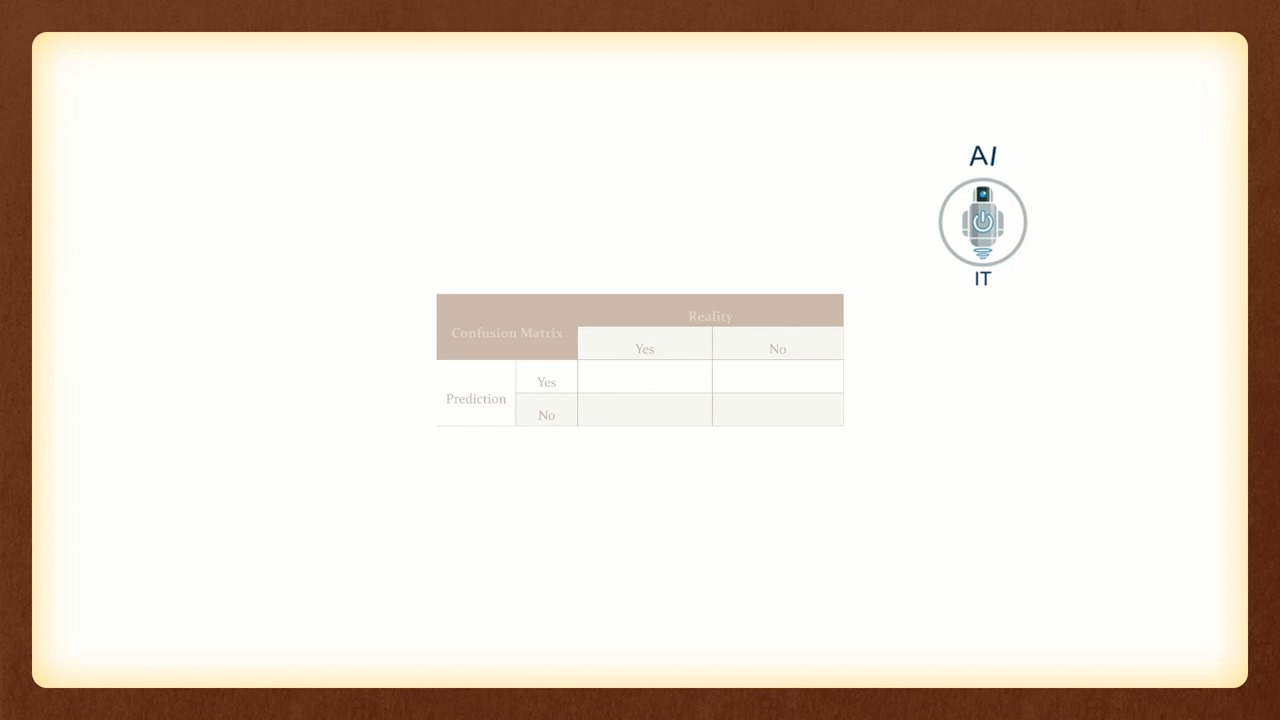 AI
IT
Reality
Confusion Matrix
Yes No
Yes
Prediction
No